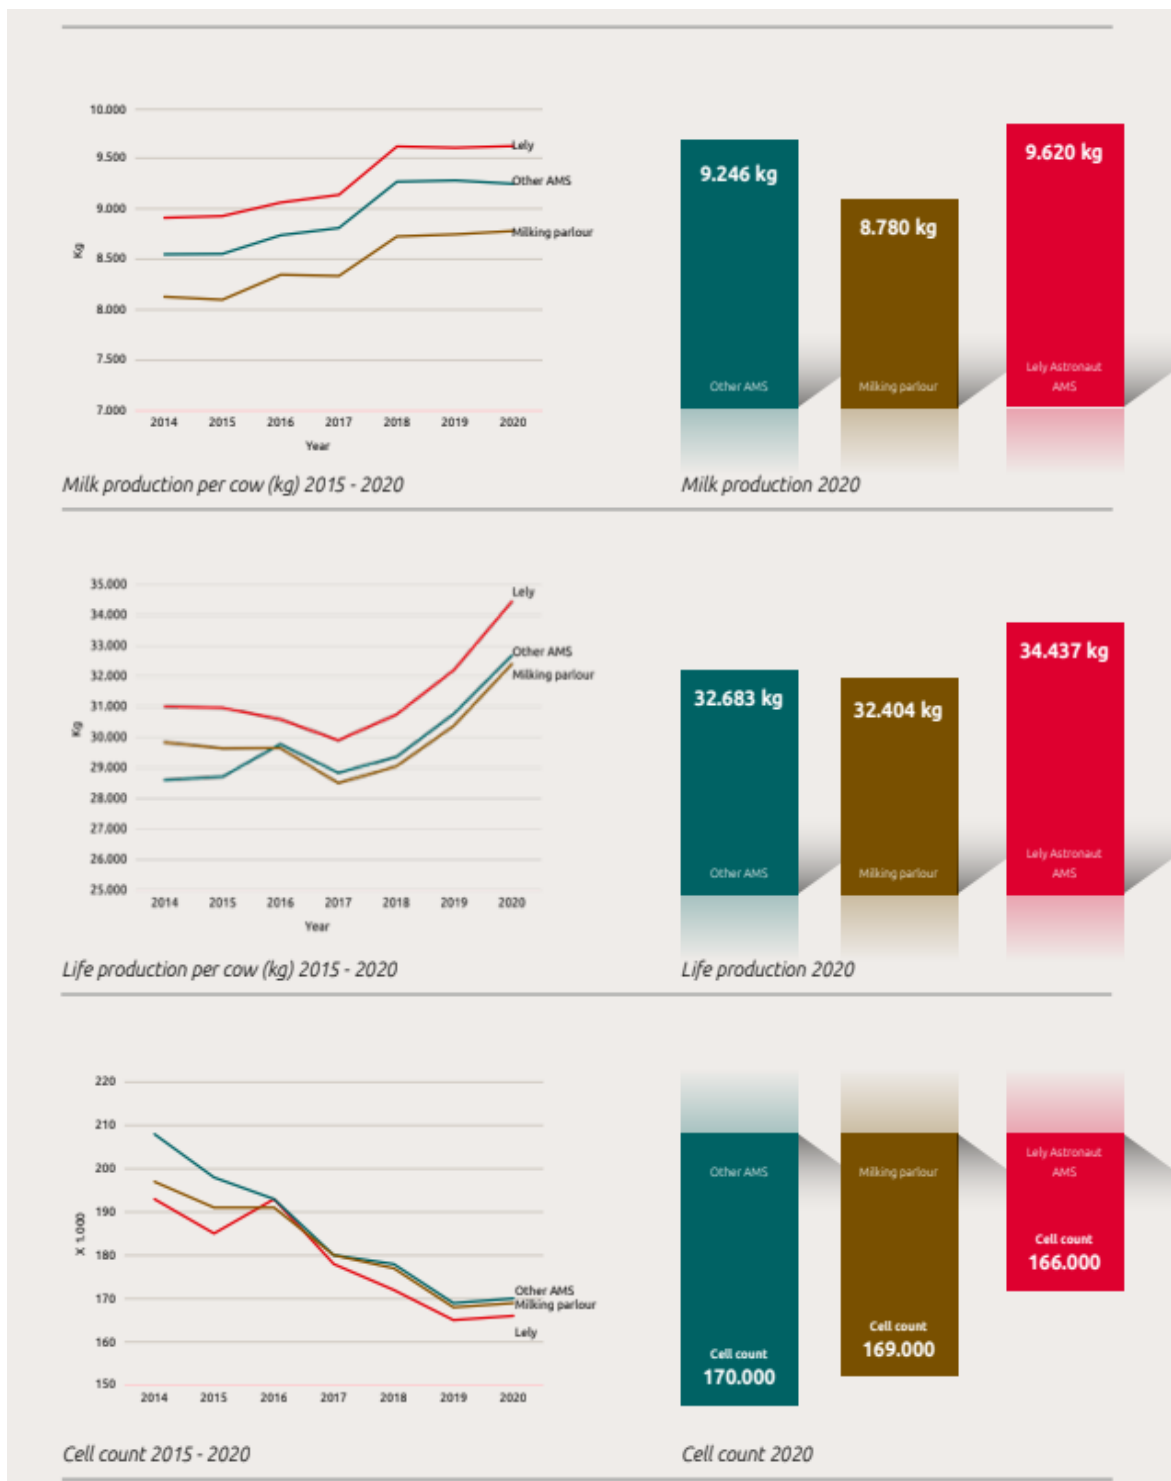 10.000
9.500
9.000
8.500
8.000
7.500
7.000
Kg
Lely
Other AMS
Milking parlour
2014 2015 2016 2017 2018 2019 2020
Year
9.246 kg
Other AMS
8.780 kg
Milking parlour
9.620 kg
Lely Astronaut
AMS
Milk production per cow (kg) 2015 - 2020
Milk production 2020
35.000
34.000
33.000
32.000
31.000
30.000
29.000
28.000
27.000
26.000
25.000
Kg
Lely
Other AMS
Milking parlour
2014 2015 2016 2017 2018 2019 2020
Year
32.683 kg
Other AMS
32.404 kg
Milking parlour
34.437 kg
Lely Astronaut
AMS
Life production per cow (kg) 2015 - 2020
Life production 2020
220
210
200
190
180
170
160
150
X 1.000
Other AMS
Milking parlour
Lely
2014 2015 2016 2017 2018 2019 2020
Other AMS
Cell count
170.000
Milking parlour
Cell count
169.000
Lely Astronaut
AMS
Cell count
166.000
Cell count 2015 - 2020
Cell count 2020